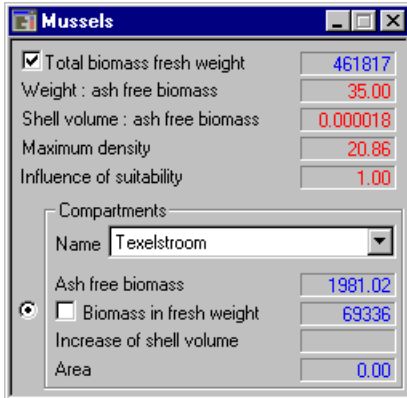 Mussels
Total biomass fresh weight 461817
Weight : ash free biomass 35.00
Shell volume : ash free biomass 0.000018
Maximum density 20.86
Influence of suitability 1.00
Compartments
Name Texelstroom
Ash free biomass 1981.02
Biomass in fresh weight 69336
Increase of shell volume
Area 0.00